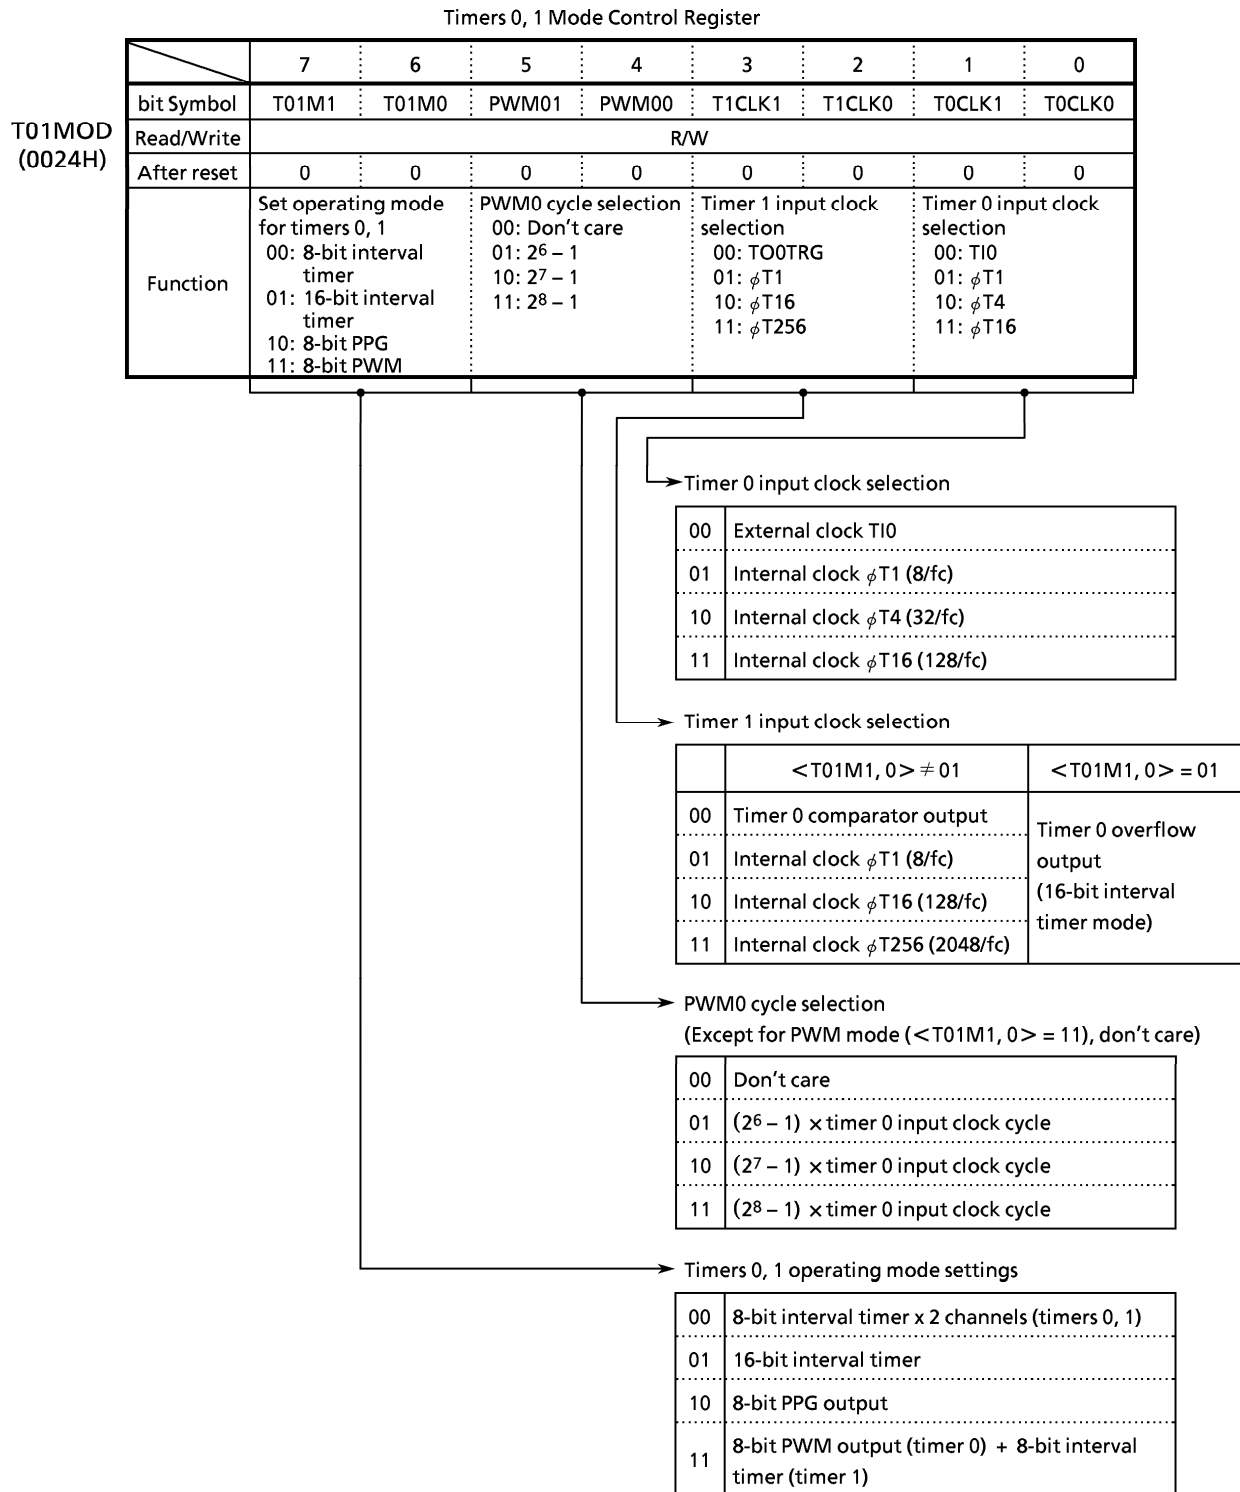 Timers 0, 1 Mode Control Register
7 6 5 4 3 2 1 0
bit Symbol T01M1 T01M0 PWM01 PWM00 T1CLK1 T1CLK0 T0CLK1 T0CLK0
T01MOD
(0024H)
Read/Write R/W
After reset 0 0 0 0 0 0 0 0
Function
Set operating mode
for timers 0, 1
00: 8-bit interval
timer
01: 16-bit interval
timer
10: 8-bit PPG
11: 8-bit PWM
PWM0 cycle selection
00: Don't care
01: 2⁶ – 1
10: 2⁷ – 1
11: 2⁸ – 1
Timer 1 input clock
selection
00: TO0TRG
01: ϕT1
10: ϕT16
11: ϕT256
Timer 0 input clock
selection
00: TI0
01: ϕT1
10: ϕT4
11: ϕT16
Timer 0 input clock selection
00 External clock TI0
01 Internal clock ϕT1 (8/fc)
10 Internal clock ϕT4 (32/fc)
11 Internal clock ϕT16 (128/fc)
Timer 1 input clock selection
<T01M1, 0> ≠ 01 <T01M1, 0> = 01
00 Timer 0 comparator output
01 Internal clock ϕT1 (8/fc)
10 Internal clock ϕT16 (128/fc)
11 Internal clock ϕT256 (2048/fc)
Timer 0 overflow
output
(16-bit interval
timer mode)
PWM0 cycle selection
(Except for PWM mode (<T01M1, 0> = 11), don't care)
00 Don't care
01 (2⁶ – 1) × timer 0 input clock cycle
10 (2⁷ – 1) × timer 0 input clock cycle
11 (2⁸ – 1) × timer 0 input clock cycle
Timers 0, 1 operating mode settings
00 8-bit interval timer x 2 channels (timers 0, 1)
01 16-bit interval timer
10 8-bit PPG output
11 8-bit PWM output (timer 0) + 8-bit interval
timer (timer 1)